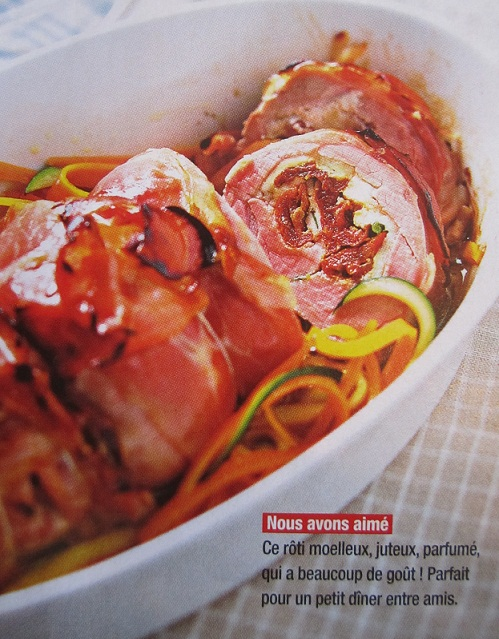 Nous avons aimé
Ce rôti moelleux, juteux, parfumé,
qui a beaucoup de goût ! Parfait
pour un petit dîner entre amis.